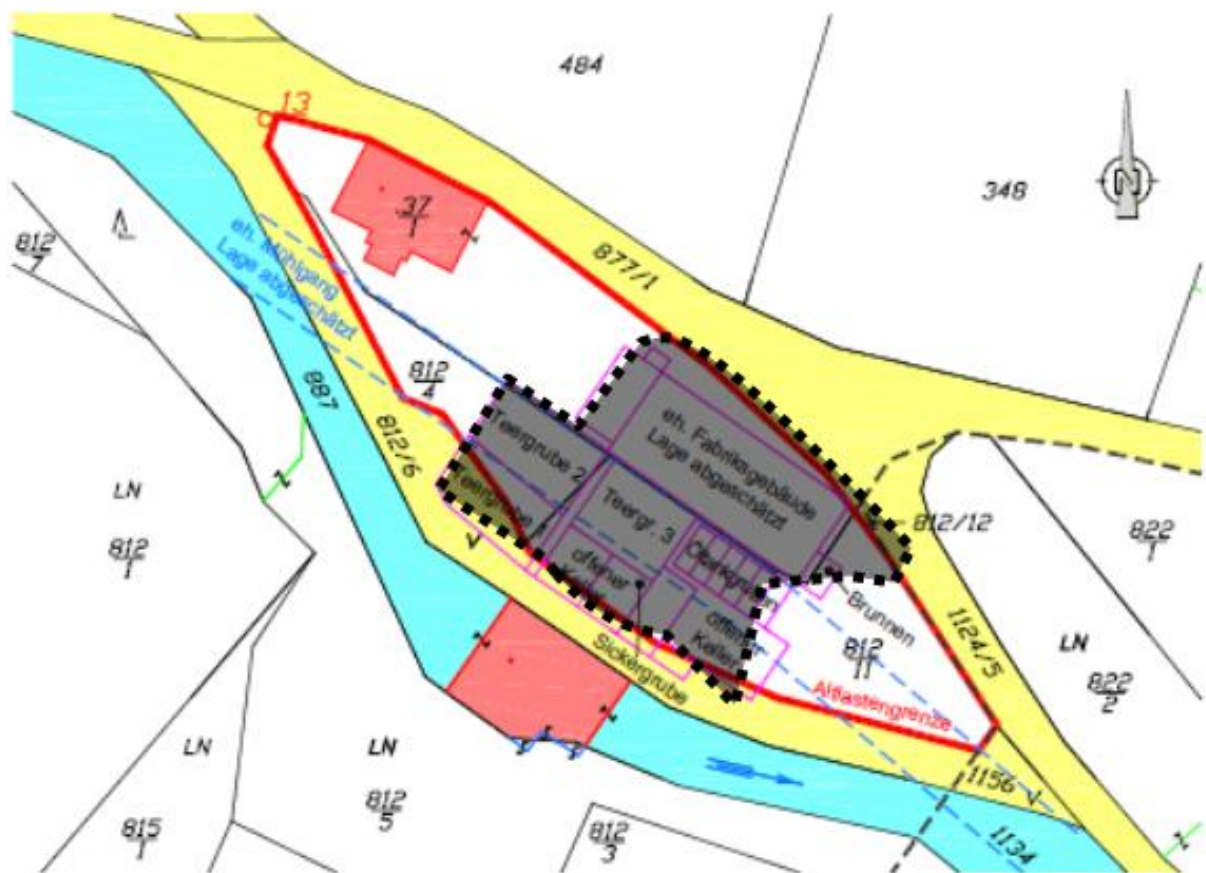 484
13
348
N
37
1
877/1
812
7
eh. Mühlgang
Lage abgeschätzt
812
4
887
812/6
Teergrube 2
eh. Fabriksgebäude
Lage abgeschätzt
Teergrube
Teergr. 3
812/12
LN
812
1
822
1
offener
Keller
Brunnen
offener
Keller
812
11
1124/5
LN
822
2
Sickergrube
Altlastengrenze
LN
LN
812
5
1156
815
1
812
3
1134